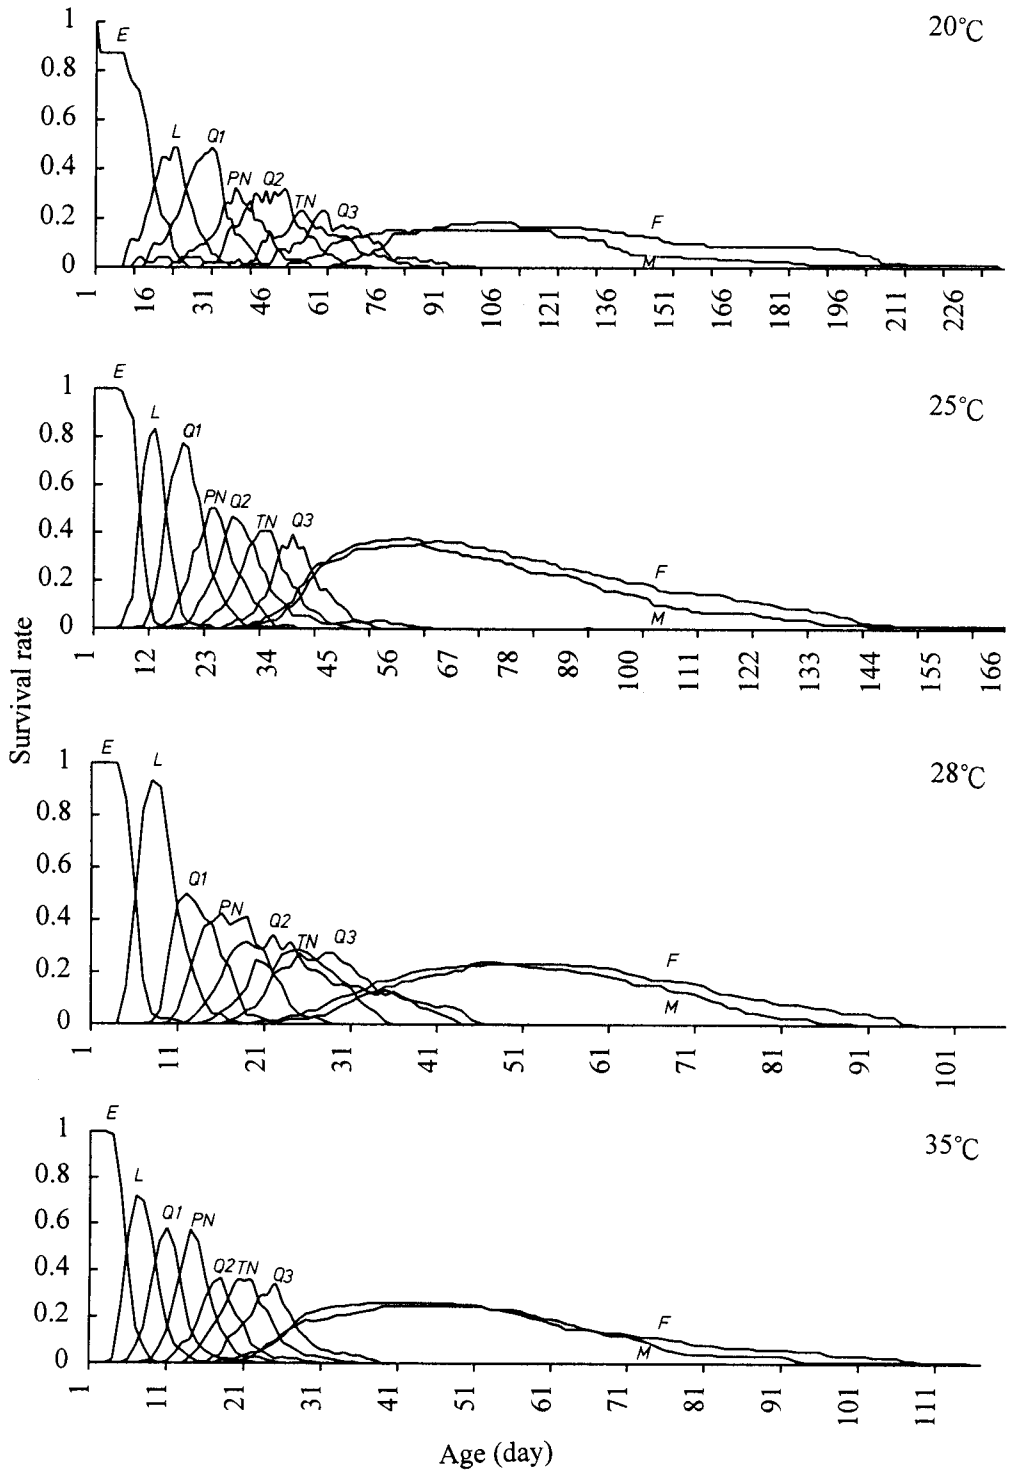 20°C
1
0.8
0.6
0.4
0.2
0
E
L
Q1
PN
Q2
TN
Q3
F
M
1 16 31 46 61 76 91 106 121 136 151 166 181 196 211 226
25°C
1
0.8
0.6
0.4
0.2
0
E
L
Q1
PN
Q2
TN
Q3
F
M
1 12 23 34 45 56 67 78 89 100 111 122 133 144 155 166
Survival rate
28°C
1
0.8
0.6
0.4
0.2
0
E
L
Q1
PN
Q2
TN
Q3
F
M
1 11 21 31 41 51 61 71 81 91 101
35°C
1
0.8
0.6
0.4
0.2
0
E
L
Q1
PN
Q2
TN
Q3
F
M
1 11 21 31 41 51 61 71 81 91 101 111
Age (day)